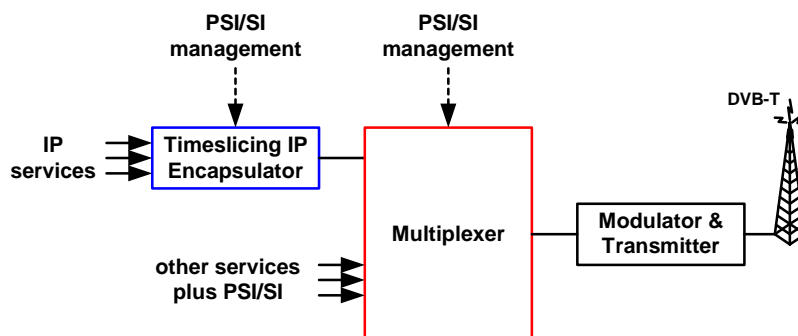 PSI/SI
management
PSI/SI
management
DVB-T
IP
services
Timeslicing IP
Encapsulator
Multiplexer
Modulator &
Transmitter
other services
plus PSI/SI